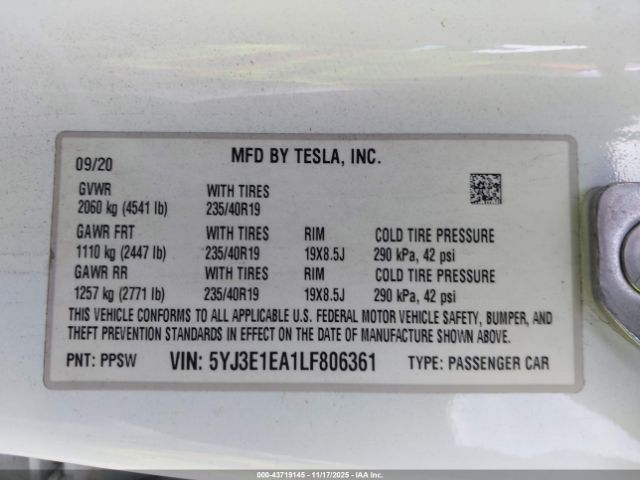 09/20 MFD BY TESLA, INC.
GVWR WITH TIRES
2060 kg (4541 lb) 235/40R19
GAWR FRT WITH TIRES RIM COLD TIRE PRESSURE
1110 kg (2447 lb) 235/40R19 19X8.5J 290 kPa, 42 psi
GAWR RR WITH TIRES RIM COLD TIRE PRESSURE
1257 kg (2771 lb) 235/40R19 19X8.5J 290 kPa, 42 psi
THIS VEHICLE CONFORMS TO ALL APPLICABLE U.S. FEDERAL MOTOR VEHICLE SAFETY, BUMPER, AND
THEFT PREVENTION STANDARDS IN EFFECT ON THE DATE OF MANUFACTURE SHOWN ABOVE.
PNT: PPSW VIN: 5YJ3E1EA1LF806361 TYPE: PASSENGER CAR
000-43719145 - 11/17/2025 - IAA Inc.